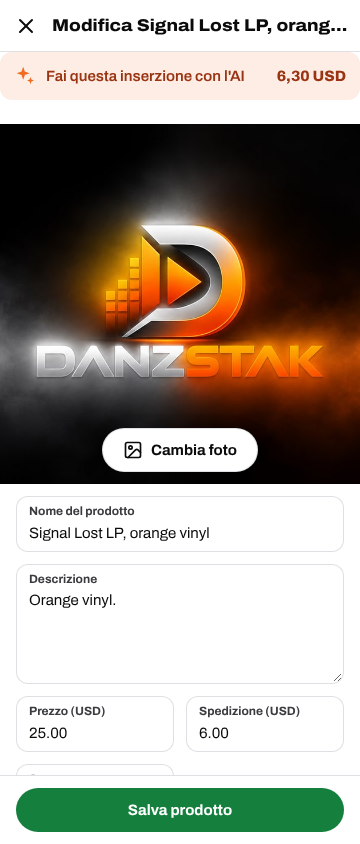 Modifica Signal Lost LP, orang...
Fai questa inserzione con l'AI
6,30 USD
DANZSTAK
Cambia foto
Nome del prodotto
Signal Lost LP, orange vinyl
Descrizione
Orange vinyl.
Prezzo (USD)
25.00
Spedizione (USD)
6.00
Salva prodotto